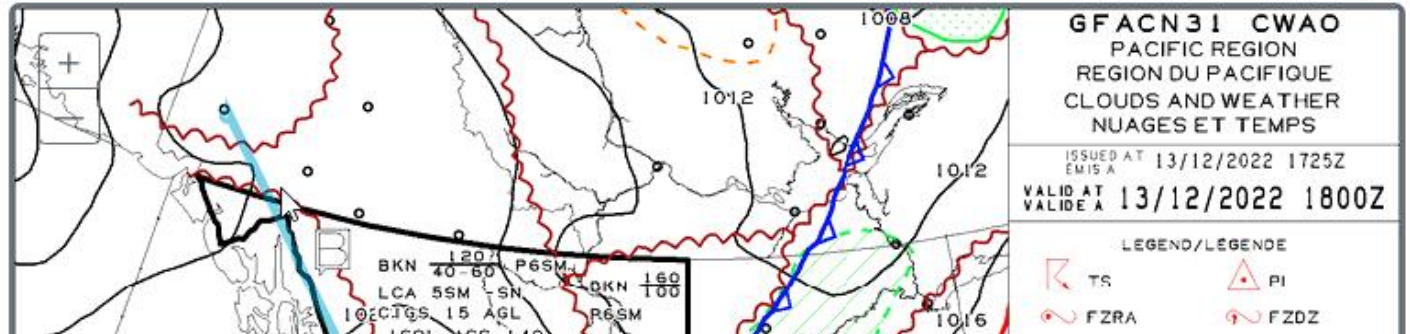 GFACN31 CWAO
PACIFIC REGION
REGION DU PACIFIQUE
CLOUDS AND WEATHER
NUAGES ET TEMPS
ISSUED AT
EMIS A
13/12/2022 1725Z
VALID AT
VALIDE A
13/12/2022 1800Z
LEGEND/LEGENDE
TS
PL
FZRA
FZDZ
1008
1012
1012
1016
B
BKN 120
40-60 P6SM
LCA 5SM -SN
CIGS 15 AGL
BKN 160
100
P6SM